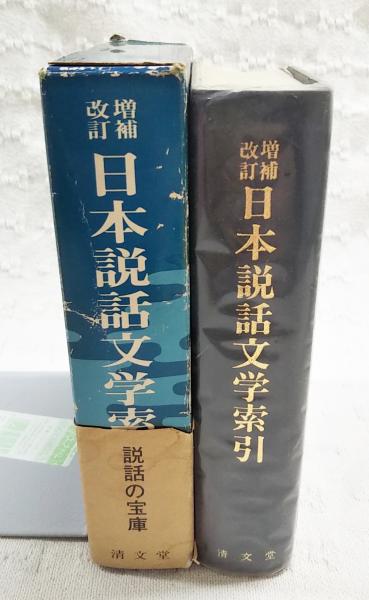 増補
改訂
日本説話文学索
説話の宝庫
清文堂
増補
改訂
日本説話文学索引
清文堂